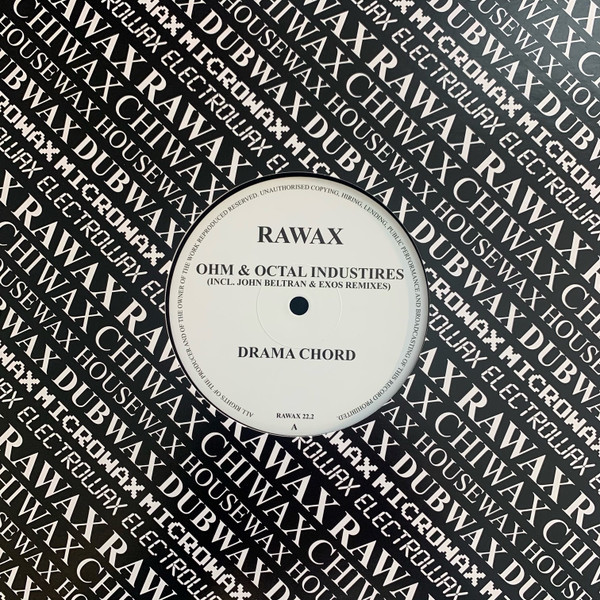 RAWAX
OHM & OCTAL INDUSTIRES
(INCL. JOHN BELTRAN & EXOS REMIXES)
DRAMA CHORD
RAWAX 22.2
A
ALL RIGHTS OF THE PRODUCER AND OF THE OWNER OF THE WORK REPRODUCED RESERVED. UNAUTHORISED COPYING, HIRING, LENDING, PUBLIC PERFORMANCE AND BROADCASTING OF THIS RECORD PROHIBITED.
RAWAX
CHIWAX
HOUSEWAX
DUBWAX
MICROWAX
ELECTROWAX